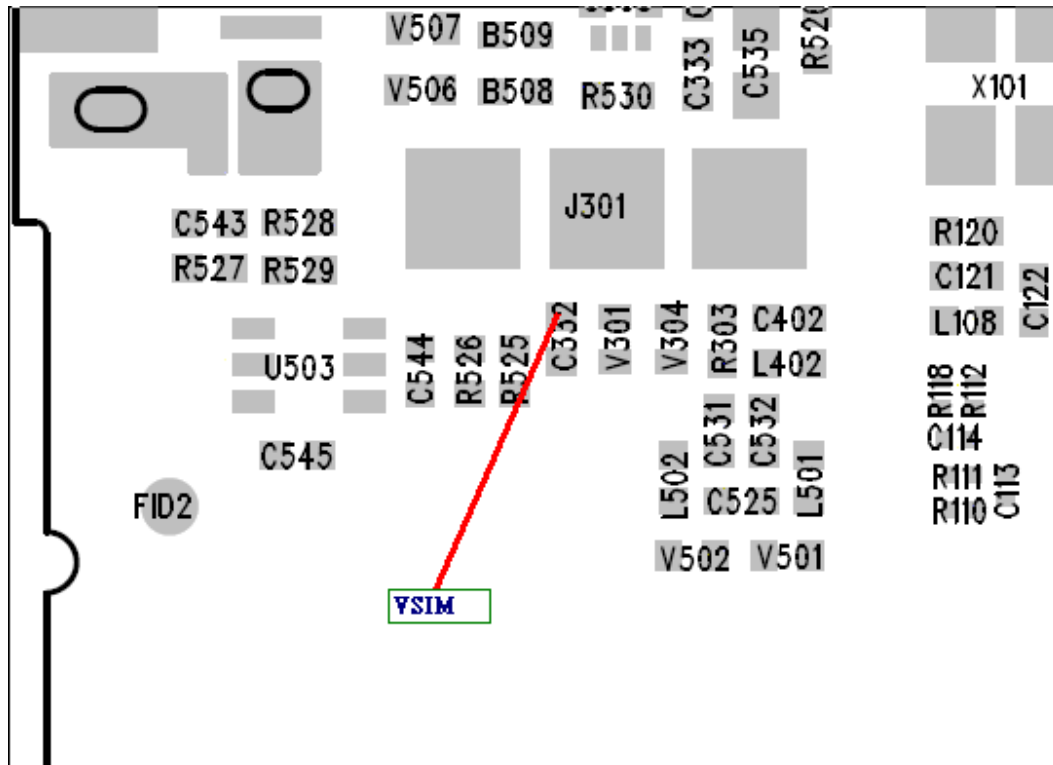 V507 B509 C333 C535 R520
V506 B508 R530 X101
J301
C543 R528 R120
R527 R529 C121 C122
C332 V301 V304 R303 C402 L108
U503 C544 R526 R525 L402
R118 R112
C531 C532 C114
C545 L502 C525 L501 R111 C113
FID2 R110
V502 V501
VSIM